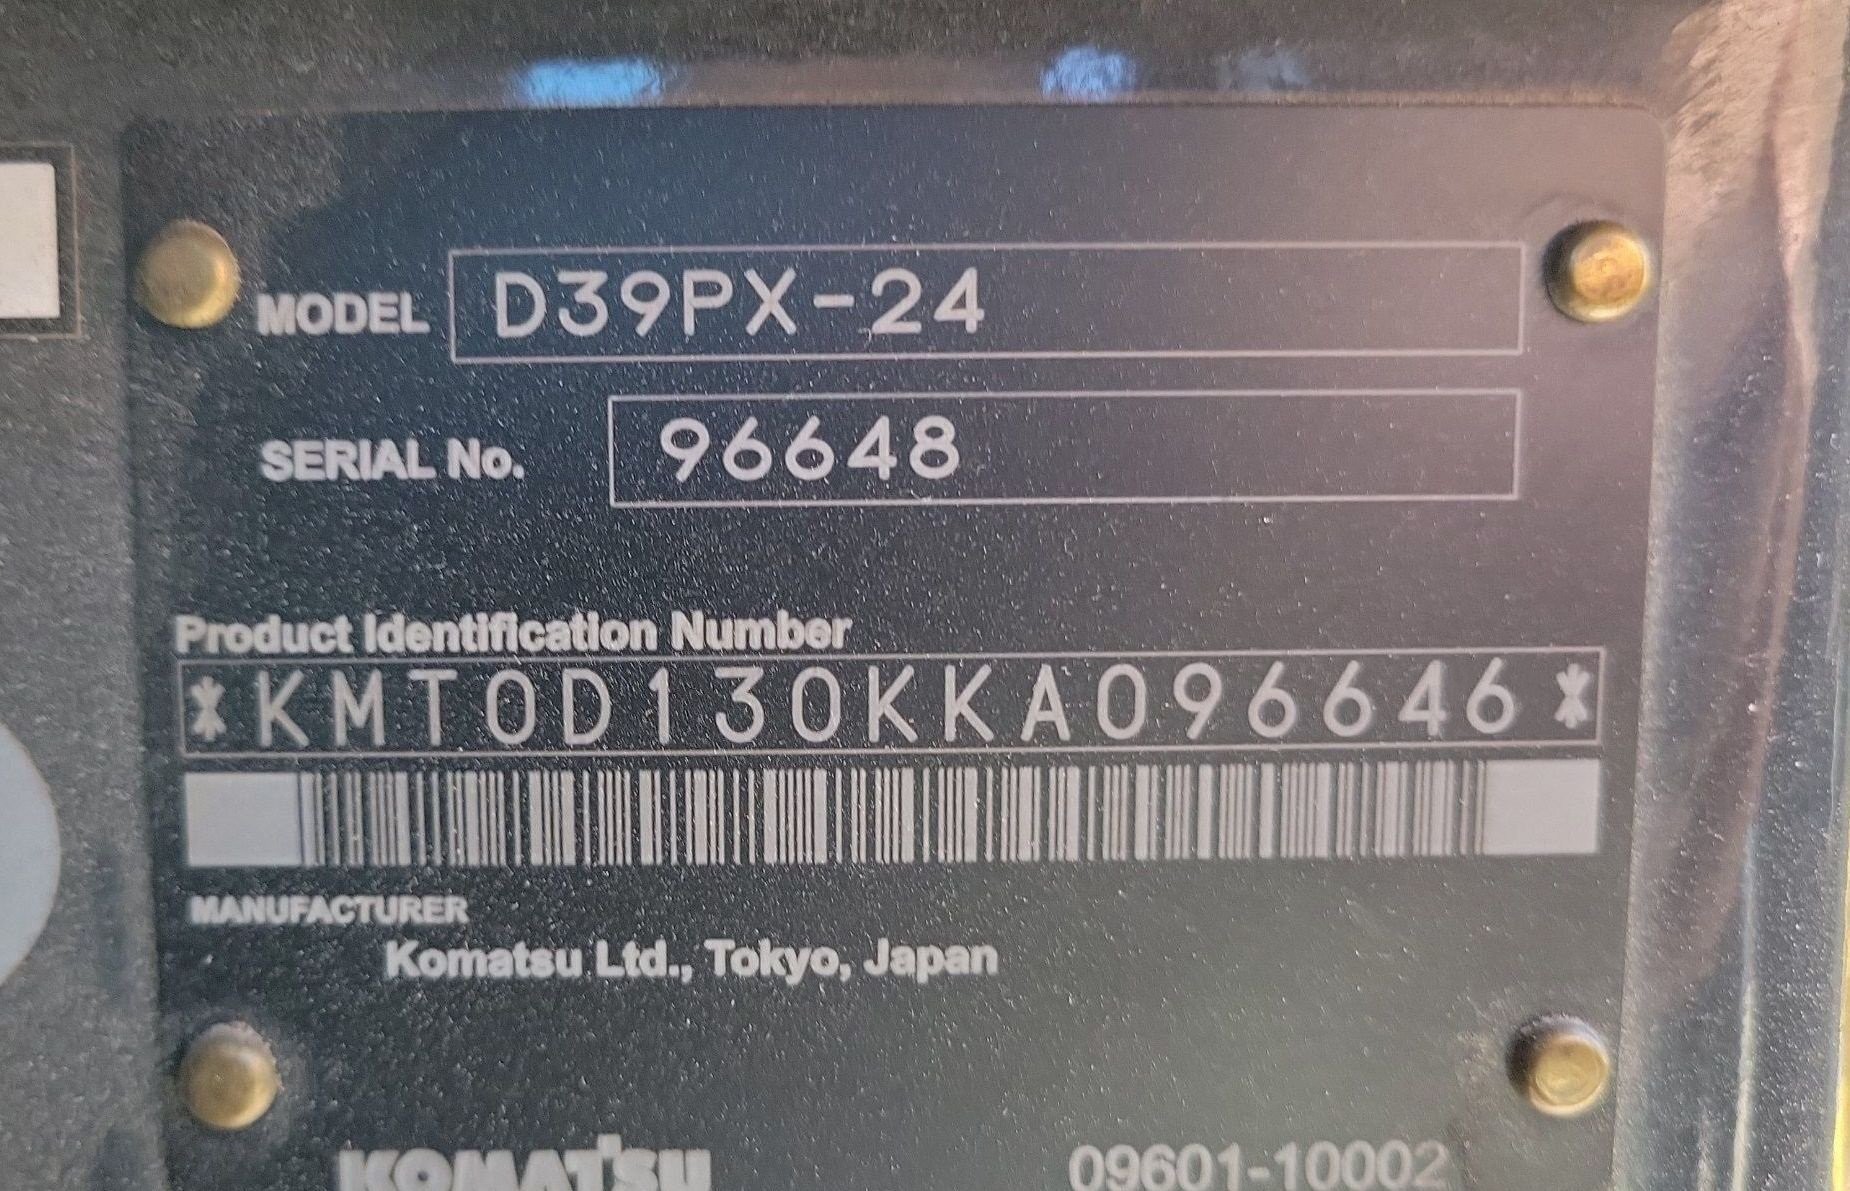 MODEL D39PX-24
SERIAL No. 96648
Product Identification Number
*KMT0D130KKA096646*
MANUFACTURER
Komatsu Ltd., Tokyo, Japan
KOMATSU 09601-10002